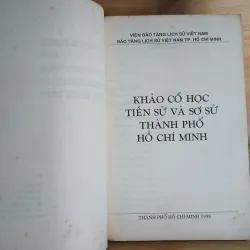 VIỆN BẢO TÀNG LỊCH SỬ VIỆT NAM
BẢO TÀNG LỊCH SỬ VIỆT NAM TP. HỒ CHÍ MINH
KHẢO CỔ HỌC
TIỀN SỬ VÀ SƠ SỬ
THÀNH PHỐ
HỒ CHÍ MINH
THÀNH PHỐ HỒ CHÍ MINH 1998